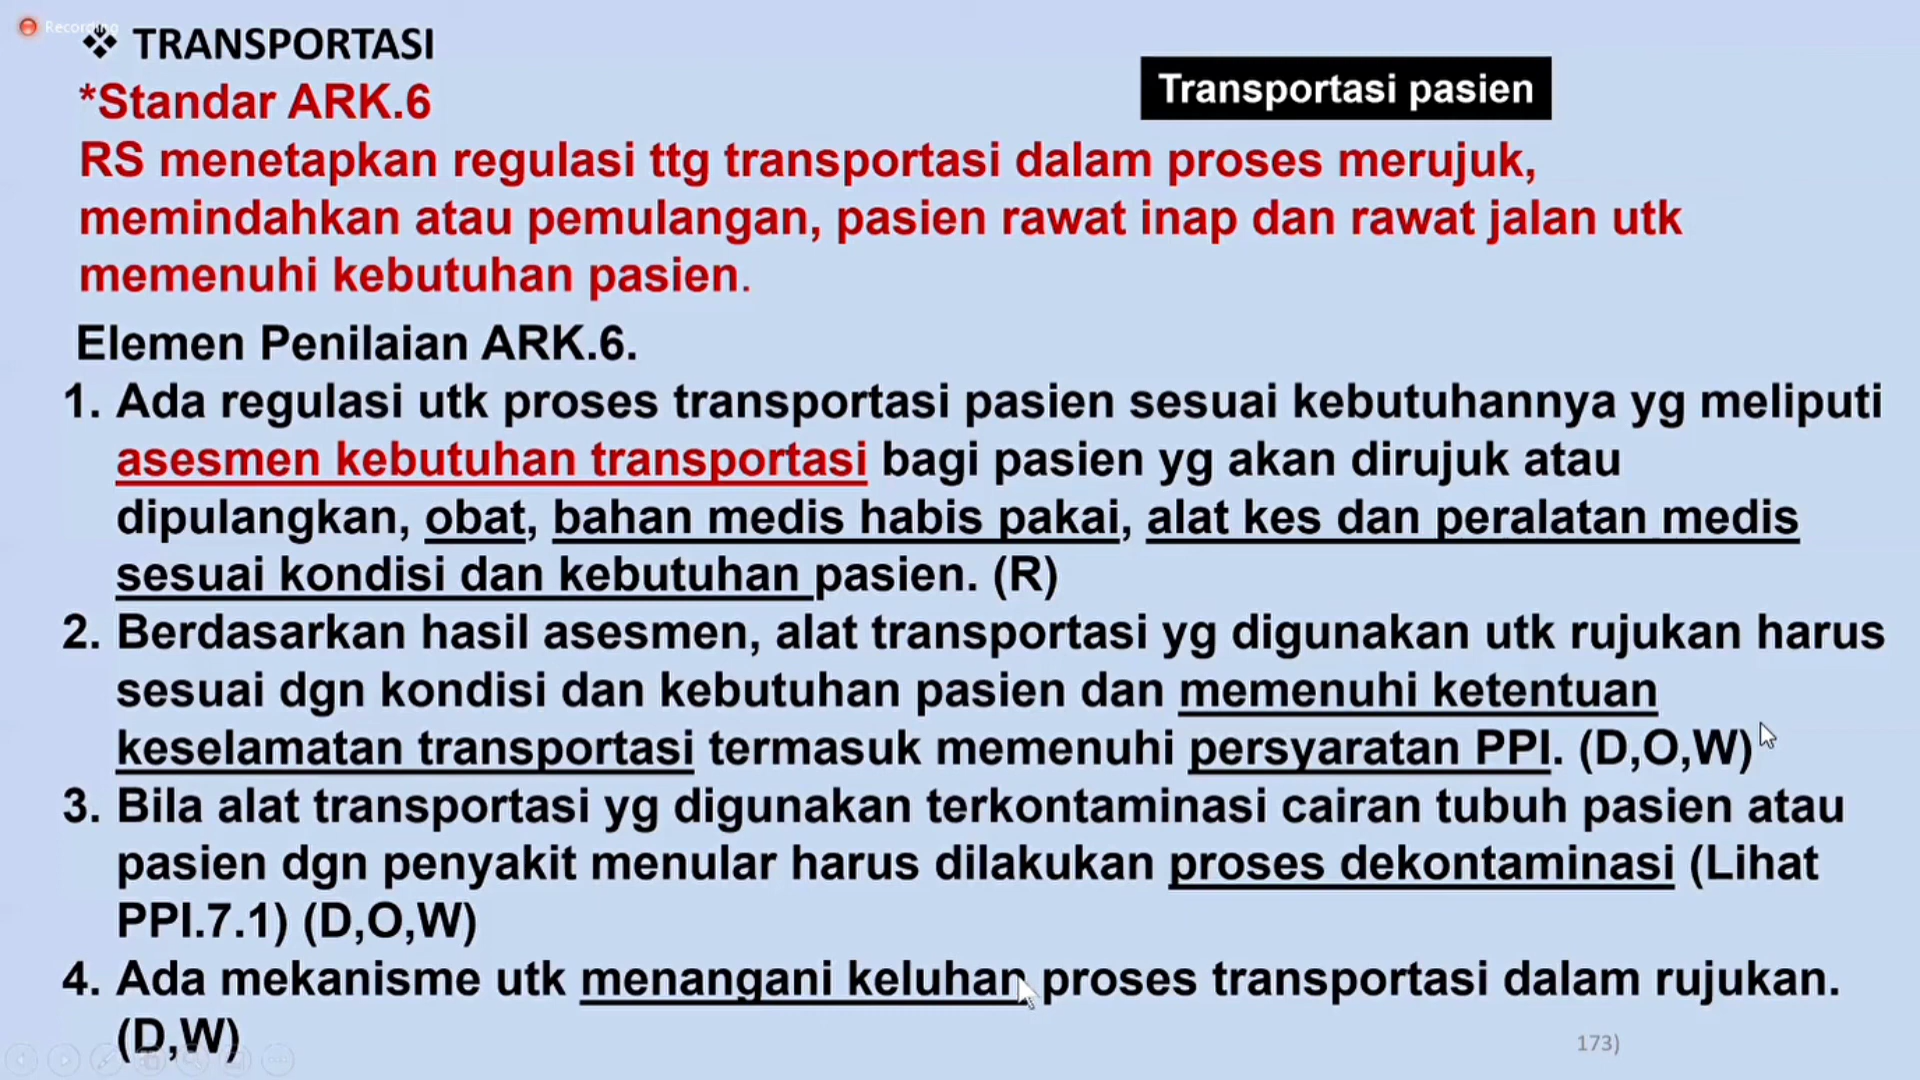 Recording
❖ TRANSPORTASI
*Standar ARK.6
Transportasi pasien
RS menetapkan regulasi ttg transportasi dalam proses merujuk,
memindahkan atau pemulangan, pasien rawat inap dan rawat jalan utk
memenuhi kebutuhan pasien.
Elemen Penilaian ARK.6.
1. Ada regulasi utk proses transportasi pasien sesuai kebutuhannya yg meliputi
asesmen kebutuhan transportasi bagi pasien yg akan dirujuk atau
dipulangkan, obat, bahan medis habis pakai, alat kes dan peralatan medis
sesuai kondisi dan kebutuhan pasien. (R)
2. Berdasarkan hasil asesmen, alat transportasi yg digunakan utk rujukan harus
sesuai dgn kondisi dan kebutuhan pasien dan memenuhi ketentuan
keselamatan transportasi termasuk memenuhi persyaratan PPI. (D,O,W)
3. Bila alat transportasi yg digunakan terkontaminasi cairan tubuh pasien atau
pasien dgn penyakit menular harus dilakukan proses dekontaminasi (Lihat
PPI.7.1) (D,O,W)
4. Ada mekanisme utk menangani keluhan proses transportasi dalam rujukan.
(D,W)
173)